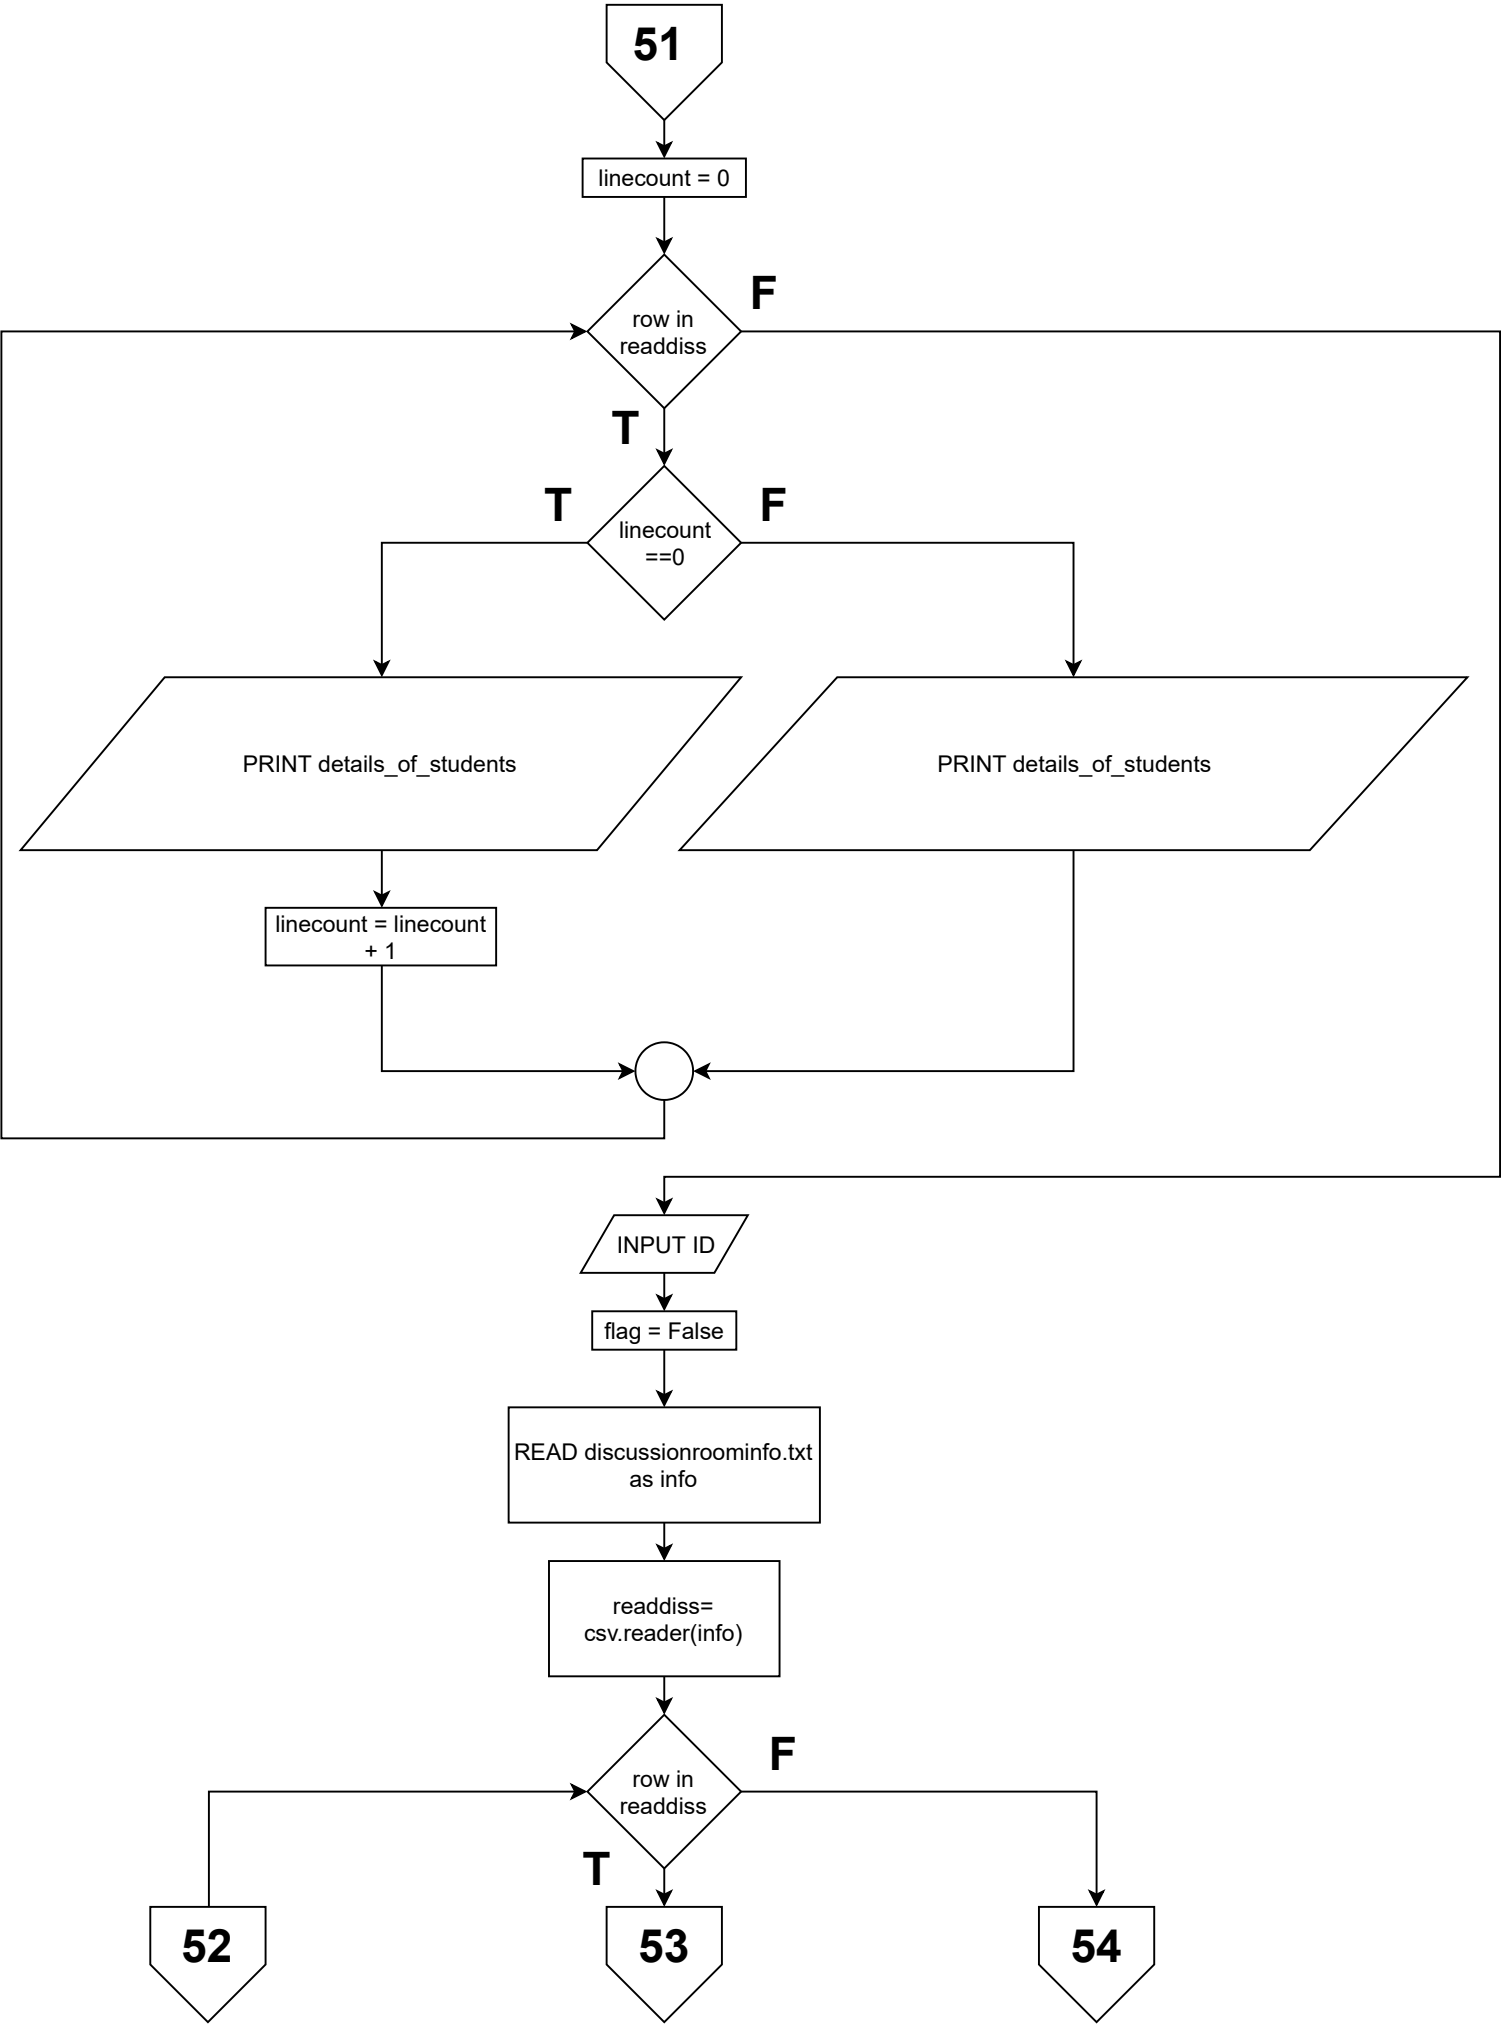 51
linecount = 0
row in
readdiss
F
T
T
linecount
==0
F
PRINT details_of_students
PRINT details_of_students
linecount = linecount
+ 1
INPUT ID
flag = False
READ discussionroominfo.txt
as info
readdiss=
csv.reader(info)
row in
readdiss
F
T
52
53
54